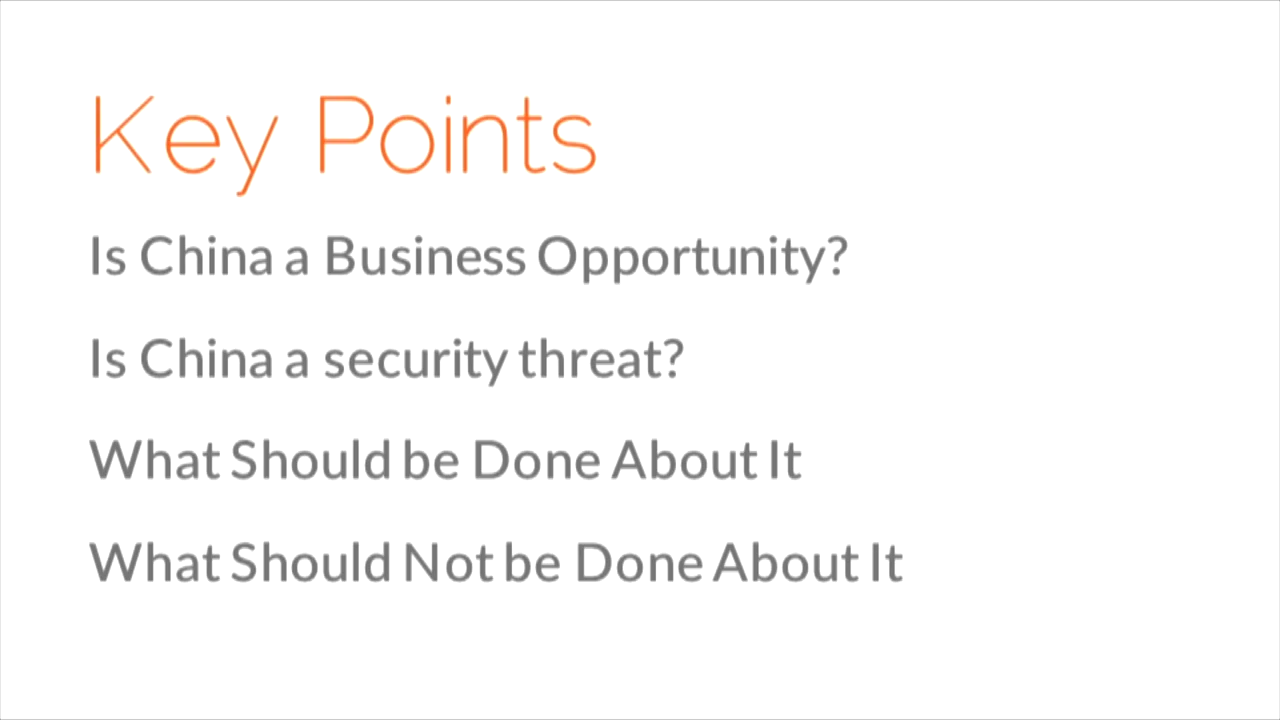 Key Points
Is China a Business Opportunity?
Is China a security threat?
What Should be Done About It
What Should Not be Done About It